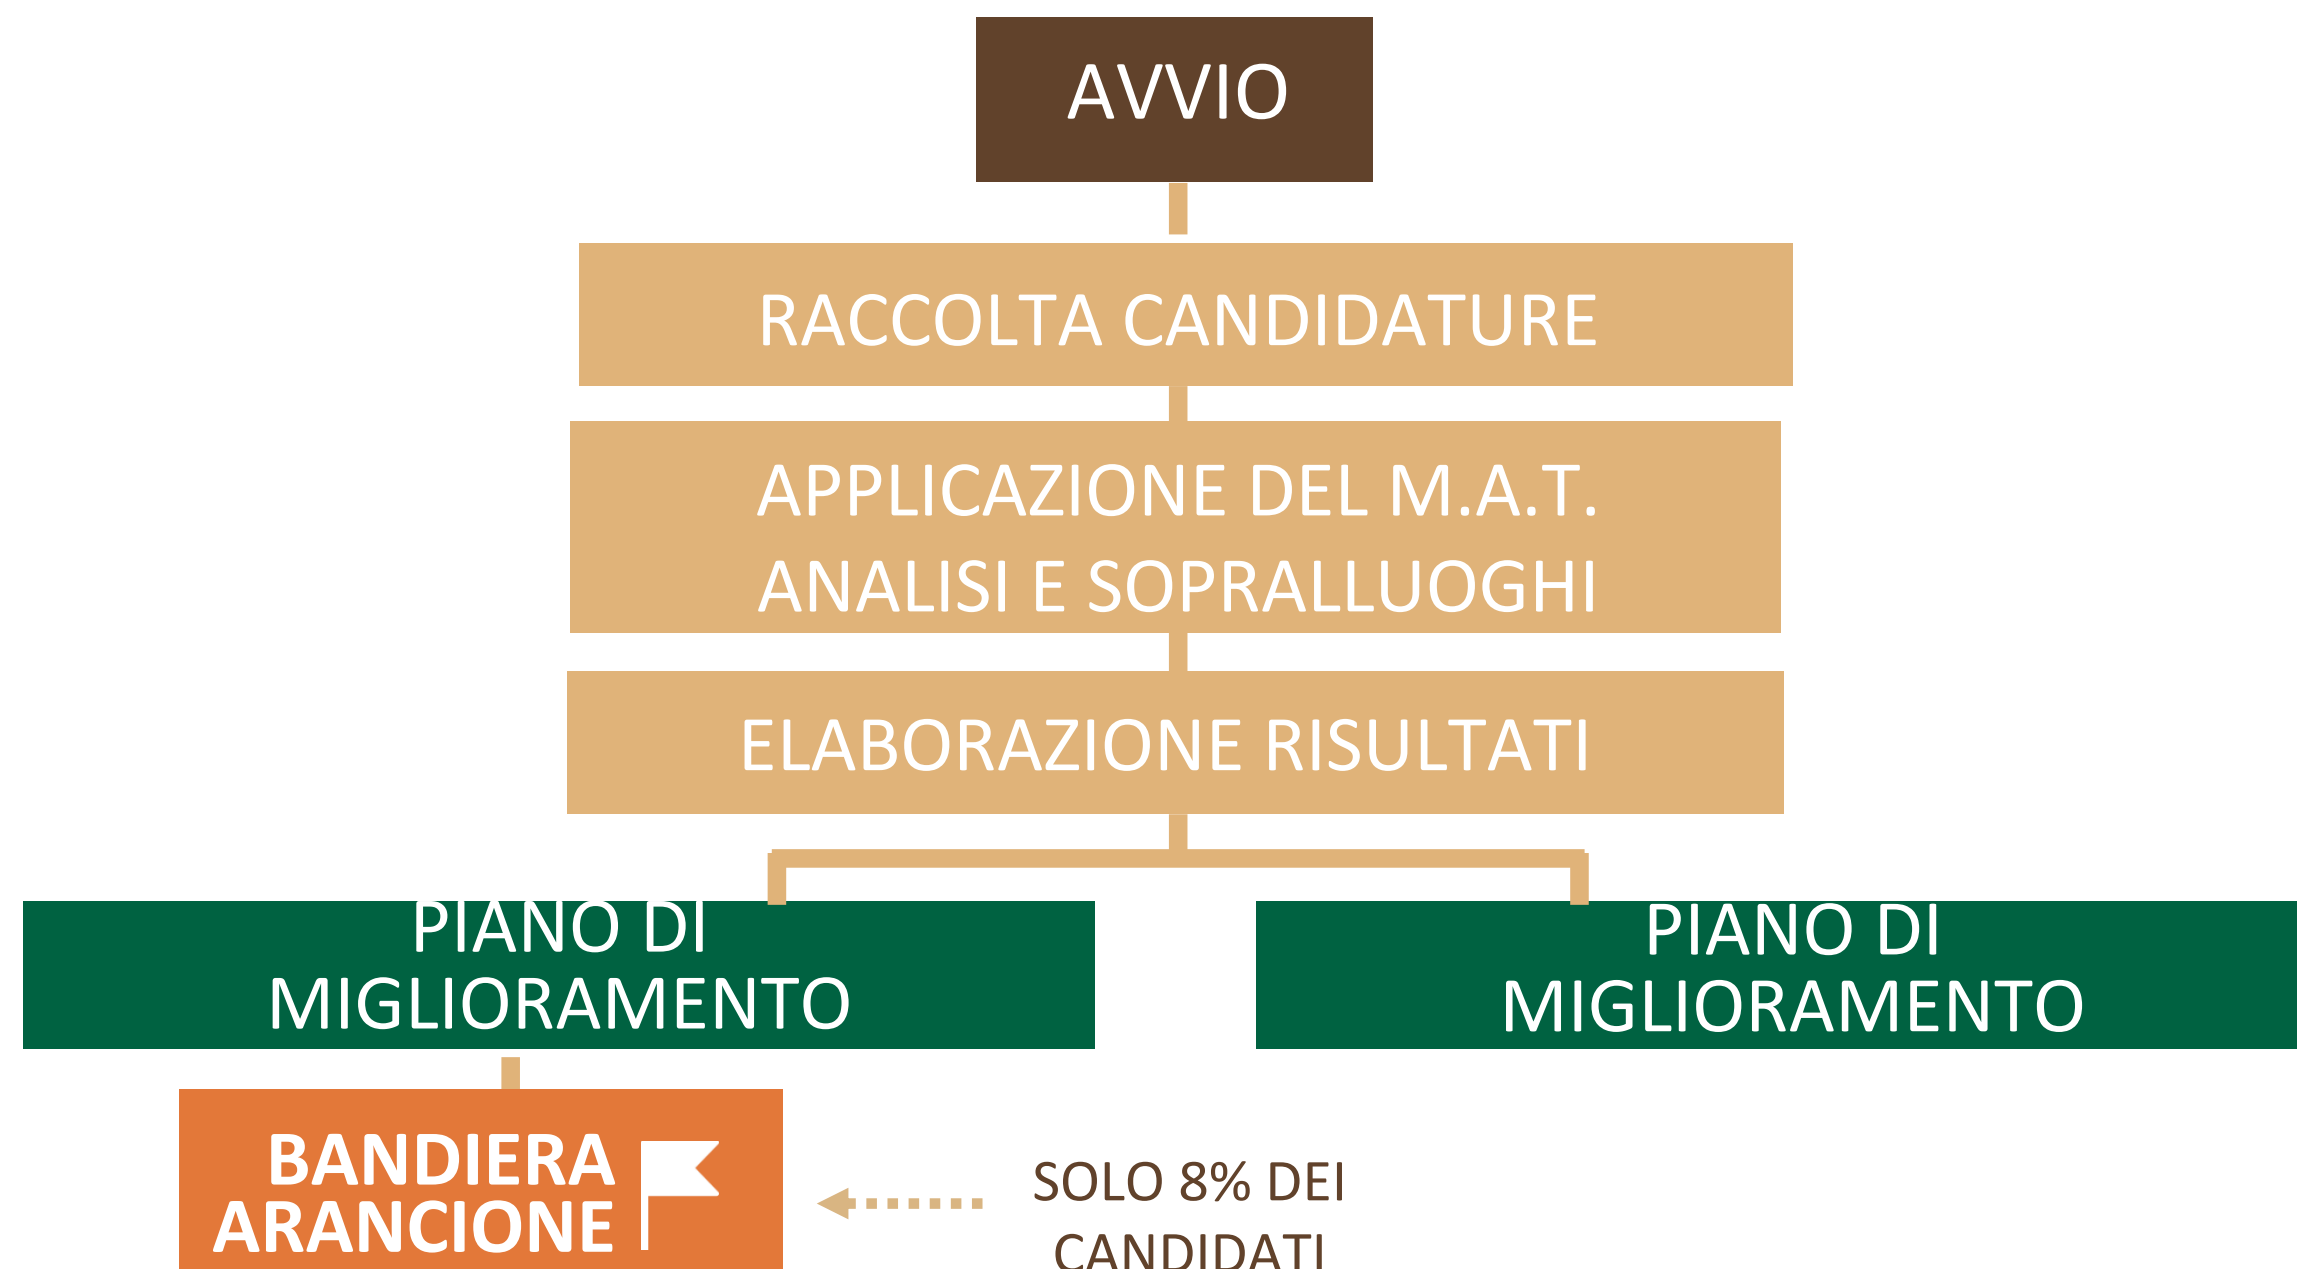 AVVIO
RACCOLTA CANDIDATURE
APPLICAZIONE DEL M.A.T.
ANALISI E SOPRALLUOGHI
ELABORAZIONE RISULTATI
PIANO DI
MIGLIORAMENTO
PIANO DI
MIGLIORAMENTO
BANDIERA
ARANCIONE
SOLO 8% DEI
CANDIDATI